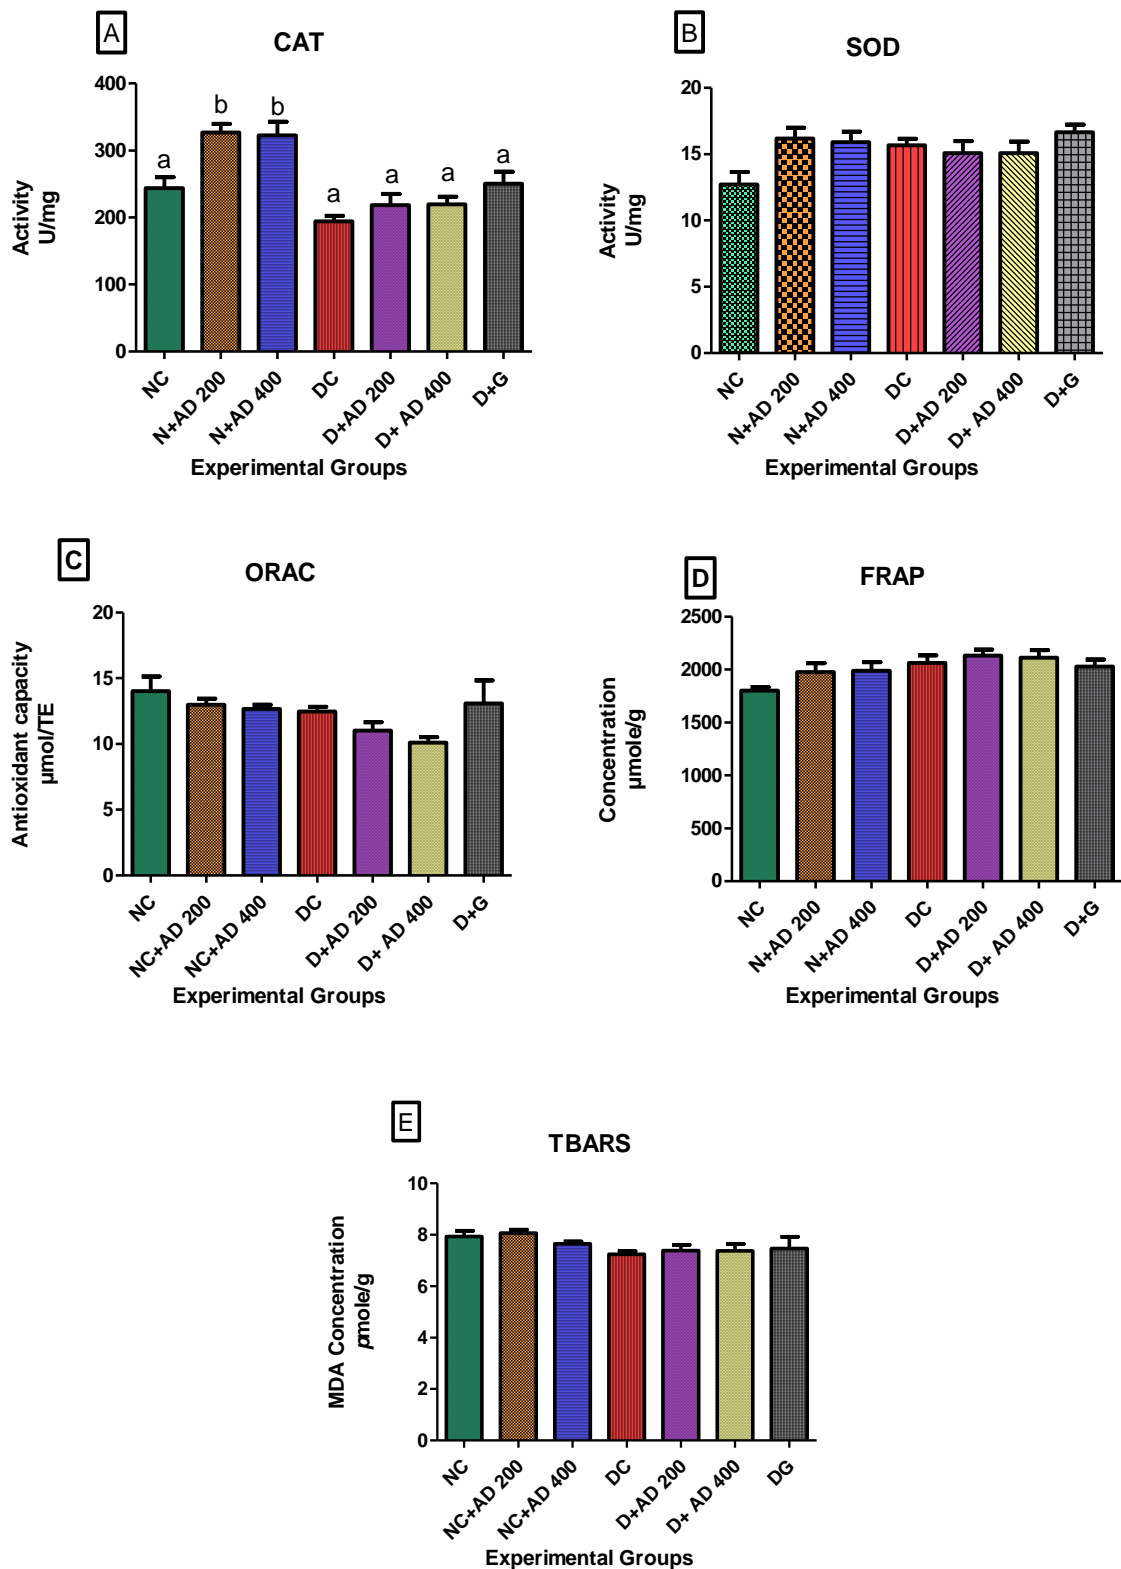 A
CAT
400
300
200
100
0
Activity
U/mg
a
b
b
a
a
a
a
NC
N+AD 200
N+AD 400
DC
D+AD 200
D+ AD 400
D+G
Experimental Groups
B
SOD
20
15
10
5
0
Activity
U/mg
NC
N+AD 200
N+AD 400
DC
D+AD 200
D+ AD 400
D+G
Experimental Groups
C
ORAC
20
15
10
5
0
Antioxidant capacity
µmol/TE
NC
NC+AD 200
NC+AD 400
DC
D+AD 200
D+ AD 400
D+G
Experimental Groups
D
FRAP
2500
2000
1500
1000
500
0
Concentration
µmole/g
NC
N+AD 200
N+AD 400
DC
D+AD 200
D+ AD 400
D+G
Experimental Groups
E
TBARS
10
8
6
4
2
0
MDA Concentration
pmole/g
NC
NC+AD 200
NC+AD 400
DC
D+AD 200
D+ AD 400
DG
Experimental Groups